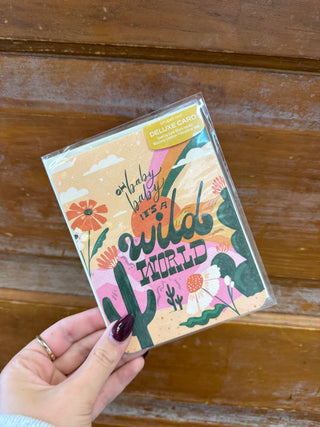 DELUXE CARD
oh baby
baby
IT'S A
wild
WORLD